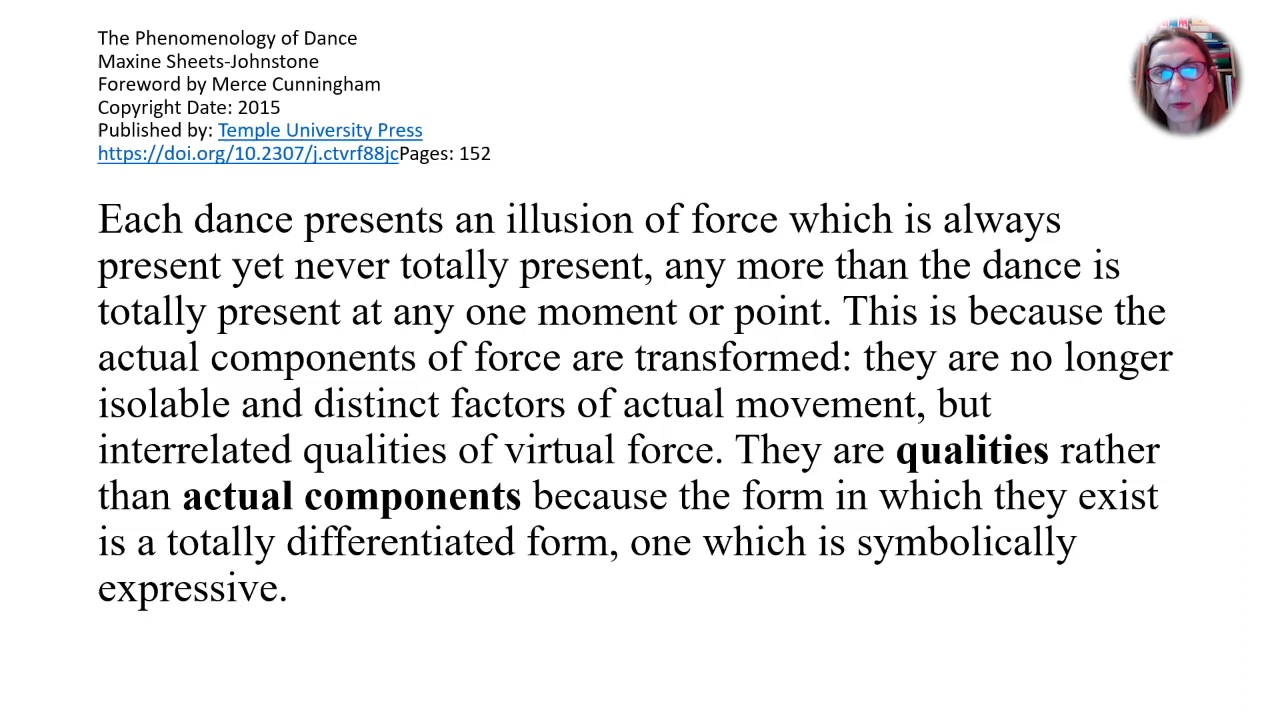 The Phenomenology of Dance
Maxine Sheets-Johnstone
Foreword by Merce Cunningham
Copyright Date: 2015
Published by: Temple University Press
https://doi.org/10.2307/j.ctvrf88jcPages: 152
Each dance presents an illusion of force which is always
present yet never totally present, any more than the dance is
totally present at any one moment or point. This is because the
actual components of force are transformed: they are no longer
isolable and distinct factors of actual movement, but
interrelated qualities of virtual force. They are qualities rather
than actual components because the form in which they exist
is a totally differentiated form, one which is symbolically
expressive.